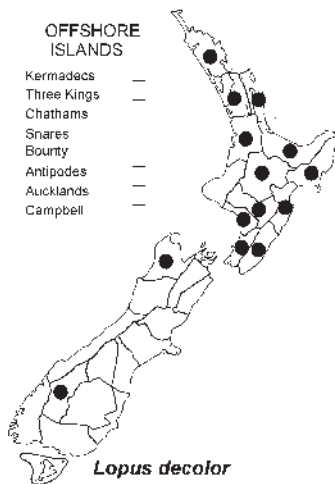 OFFSHORE
ISLANDS
Kermadecs —
Three Kings —
Chathams
Snares
Bounty
Antipodes —
Aucklands —
Campbell —
Lopus decolor